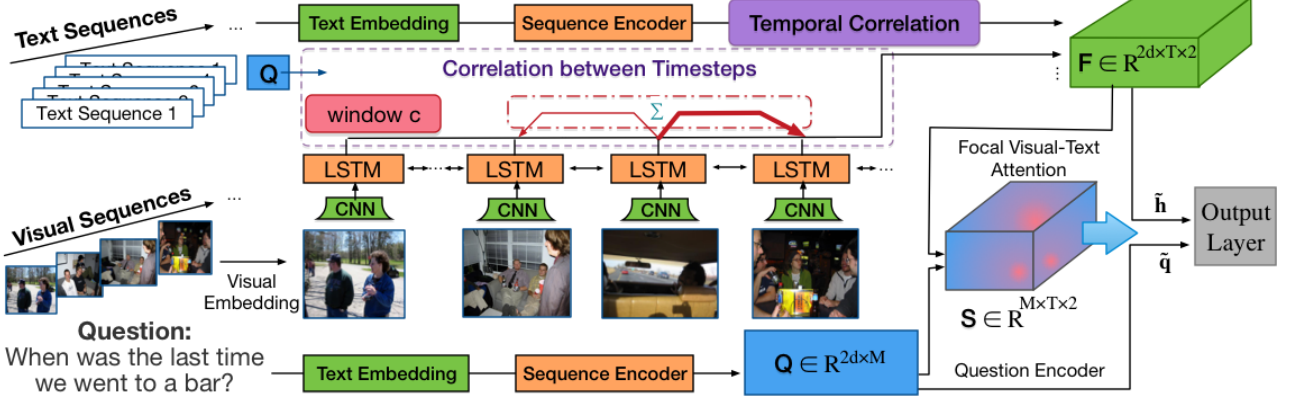 Text Sequences
...
Text Embedding
Sequence Encoder
Temporal Correlation
F ∈ R^{2d×T×2}
Q
Correlation between Timesteps
Text Sequence 1
window c
Σ
LSTM
...
LSTM
LSTM
LSTM
...
CNN
CNN
CNN
CNN
Visual Sequences
...
Visual
Embedding
Focal Visual-Text
Attention
S ∈ R^{M×T×2}
h̃
q̃
Output
Layer
Question:
When was the last time
we went to a bar?
Text Embedding
Sequence Encoder
Q ∈ R^{2d×M}
Question Encoder